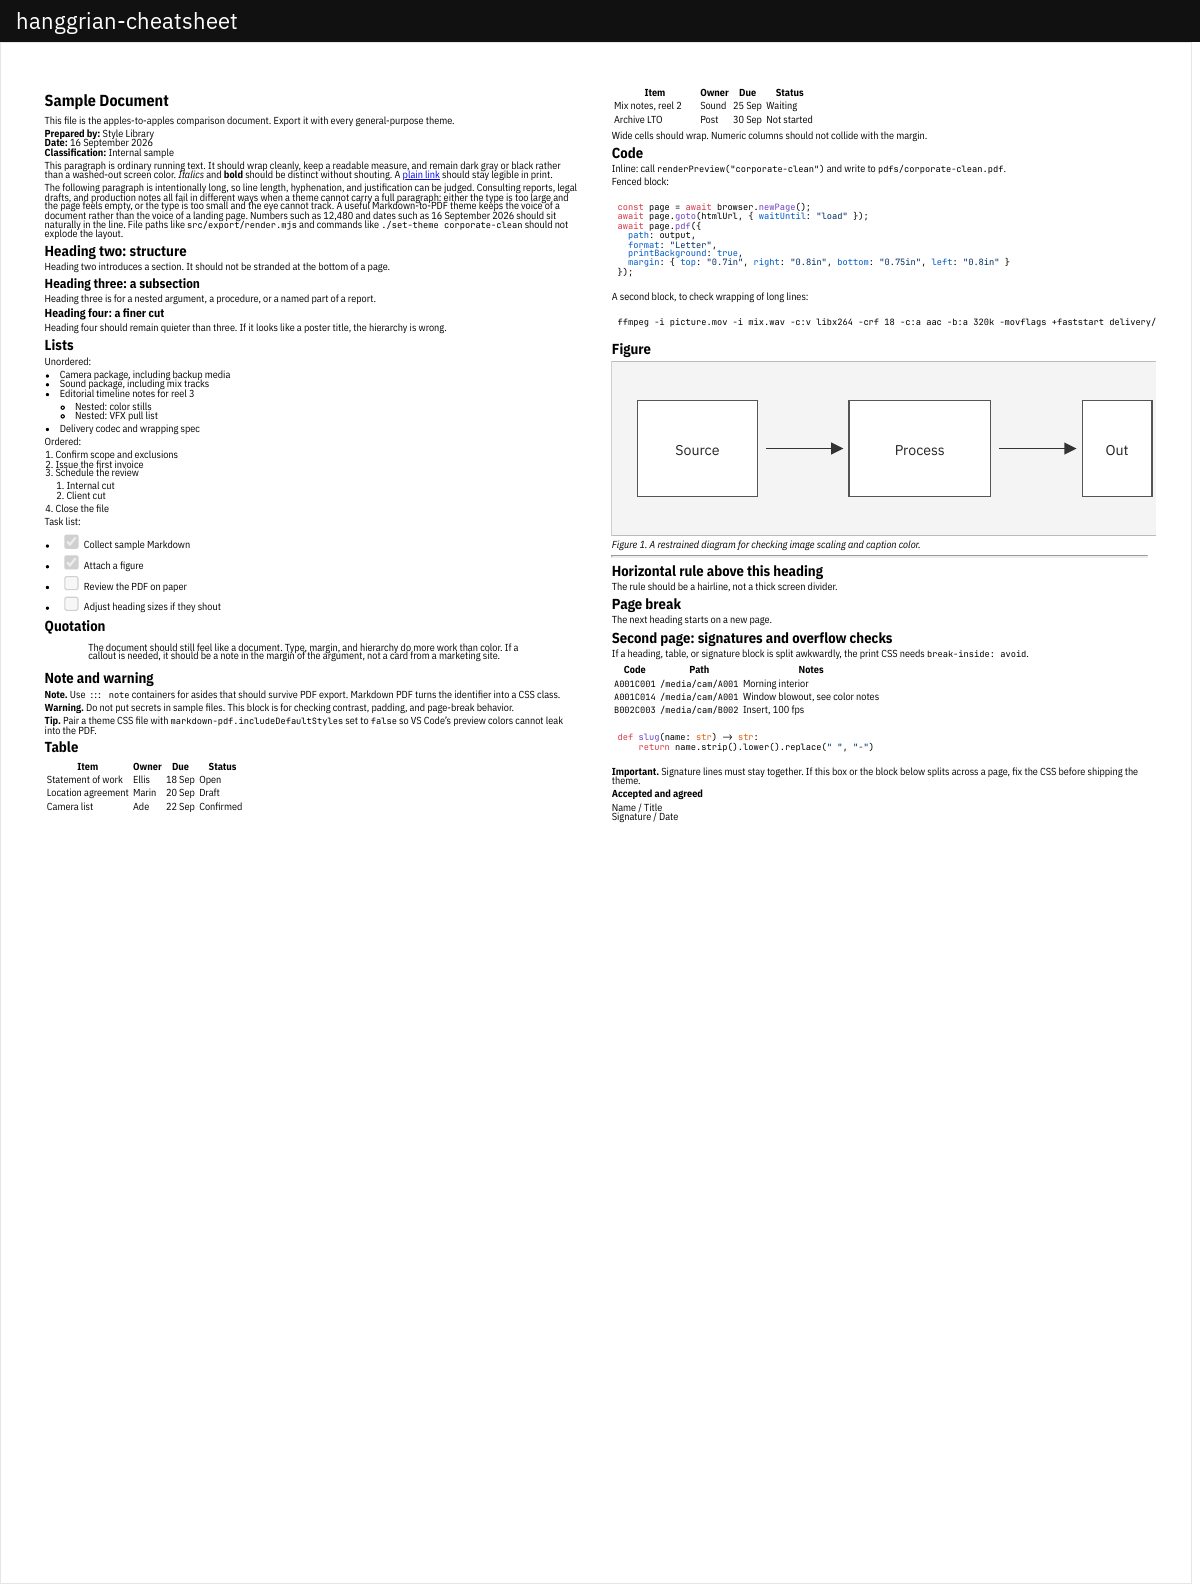 hanggrian-cheatsheet
Sample Document
This file is the apples-to-apples comparison document. Export it with every general-purpose theme.
Prepared by: Style Library
Date: 16 September 2026
Classification: Internal sample
This paragraph is ordinary running text. It should wrap cleanly, keep a readable measure, and remain dark gray or black rather
than a washed-out screen color. Italics and bold should be distinct without shouting. A plain link should stay legible in print.
The following paragraph is intentionally long, so line length, hyphenation, and justification can be judged. Consulting reports, legal
drafts, and production notes all fail in different ways when a theme cannot carry a full paragraph: either the type is too large and
the page feels empty, or the type is too small and the eye cannot track. A useful Markdown-to-PDF theme keeps the voice of a
document rather than the voice of a landing page. Numbers such as 12,480 and dates such as 16 September 2026 should sit
naturally in the line. File paths like src/export/render.mjs and commands like ./set-theme corporate-clean should not
explode the layout.
Heading two: structure
Heading two introduces a section. It should not be stranded at the bottom of a page.
Heading three: a subsection
Heading three is for a nested argument, a procedure, or a named part of a report.
Heading four: a finer cut
Heading four should remain quieter than three. If it looks like a poster title, the hierarchy is wrong.
Lists
Unordered:
• Camera package, including backup media
• Sound package, including mix tracks
• Editorial timeline notes for reel 3
Nested: color stills
Nested: VFX pull list
• Delivery codec and wrapping spec
Ordered:
1. Confirm scope and exclusions
2. Issue the first invoice
3. Schedule the review
1. Internal cut
2. Client cut
4. Close the file
Task list:
• Collect sample Markdown
• Attach a figure
• Review the PDF on paper
• Adjust heading sizes if they shout
Quotation
The document should still feel like a document. Type, margin, and hierarchy do more work than color. If a
callout is needed, it should be a note in the margin of the argument, not a card from a marketing site.
Note and warning
Note. Use ::: note containers for asides that should survive PDF export. Markdown PDF turns the identifier into a CSS class.
Warning. Do not put secrets in sample files. This block is for checking contrast, padding, and page-break behavior.
Tip. Pair a theme CSS file with markdown-pdf.includeDefaultStyles set to false so VS Code's preview colors cannot leak
into the PDF.
Table
Item Owner Due Status
Statement of work Ellis 18 Sep Open
Location agreement Marin 20 Sep Draft
Camera list Ade 22 Sep Confirmed
Item Owner Due Status
Mix notes, reel 2 Sound 25 Sep Waiting
Archive LTO Post 30 Sep Not started
Wide cells should wrap. Numeric columns should not collide with the margin.
Code
Inline: call renderPreview("corporate-clean") and write to pdfs/corporate-clean.pdf.
Fenced block:
const page = await browser.newPage();
await page.goto(htmlUrl, { waitUntil: "load" });
await page.pdf({
path: output,
format: "Letter",
printBackground: true,
margin: { top: "0.7in", right: "0.8in", bottom: "0.75in", left: "0.8in" }
});
A second block, to check wrapping of long lines:
ffmpeg -i picture.mov -i mix.wav -c:v libx264 -crf 18 -c:a aac -b:a 320k -movflags +faststart delivery/
Figure
Source
Process
Out
Figure 1. A restrained diagram for checking image scaling and caption color.
Horizontal rule above this heading
The rule should be a hairline, not a thick screen divider.
Page break
The next heading starts on a new page.
Second page: signatures and overflow checks
If a heading, table, or signature block is split awkwardly, the print CSS needs break-inside: avoid.
Code Path Notes
A001C001 /media/cam/A001 Morning interior
A001C014 /media/cam/A001 Window blowout, see color notes
B002C003 /media/cam/B002 Insert, 100 fps
def slug(name: str) -> str:
return name.strip().lower().replace(" ", "-")
Important. Signature lines must stay together. If this box or the block below splits across a page, fix the CSS before shipping the
theme.
Accepted and agreed
Name / Title
Signature / Date